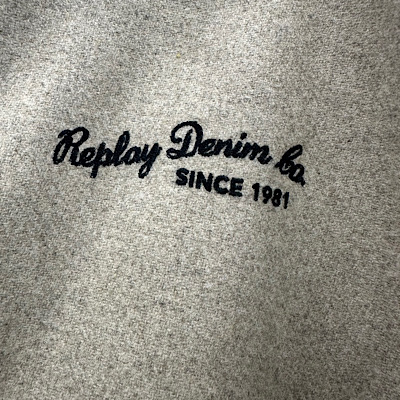 Replay Denim Co.
SINCE 1981